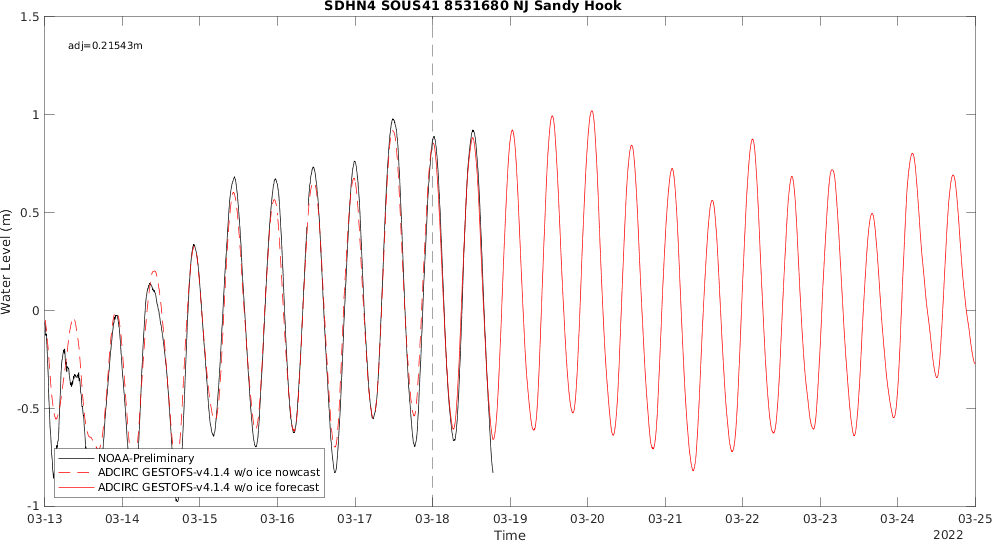 SDHN4 SOUS41 8531680 NJ Sandy Hook
adj=0.21543m
Water Level (m)
1.5
1
0.5
0
-0.5
-1
NOAA-Preliminary
ADCIRC GESTOFS-v4.1.4 w/o ice nowcast
ADCIRC GESTOFS-v4.1.4 w/o ice forecast
03-13 03-14 03-15 03-16 03-17 03-18 03-19 03-20 03-21 03-22 03-23 03-24 03-25
Time
2022